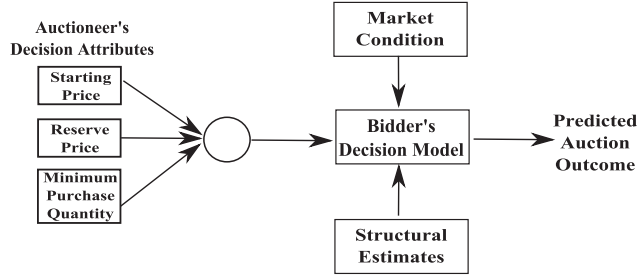 Auctioneer's
Decision Attributes
Starting
Price
Reserve
Price
Minimum
Purchase
Quantity
Market
Condition
Bidder's
Decision Model
Structural
Estimates
Predicted
Auction
Outcome